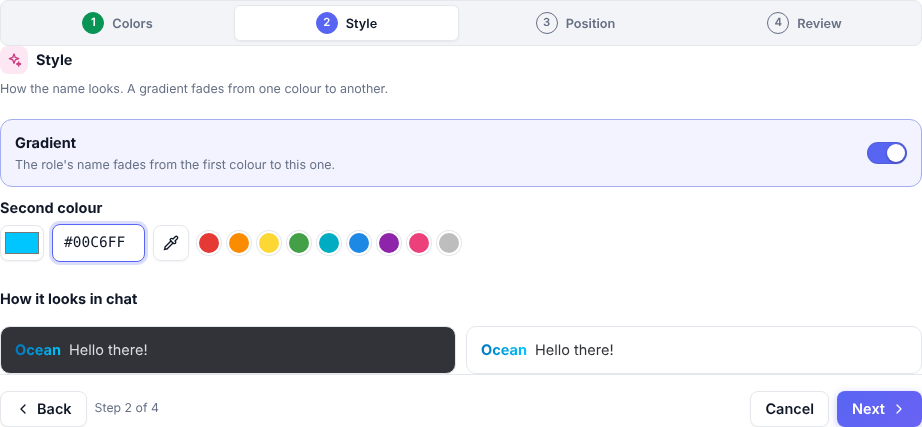 1 Colors
2 Style
3 Position
4 Review
Style
How the name looks. A gradient fades from one colour to another.
Gradient
The role's name fades from the first colour to this one.
Second colour
#00C6FF
How it looks in chat
Ocean Hello there!
Ocean Hello there!
Back Step 2 of 4 Cancel Next